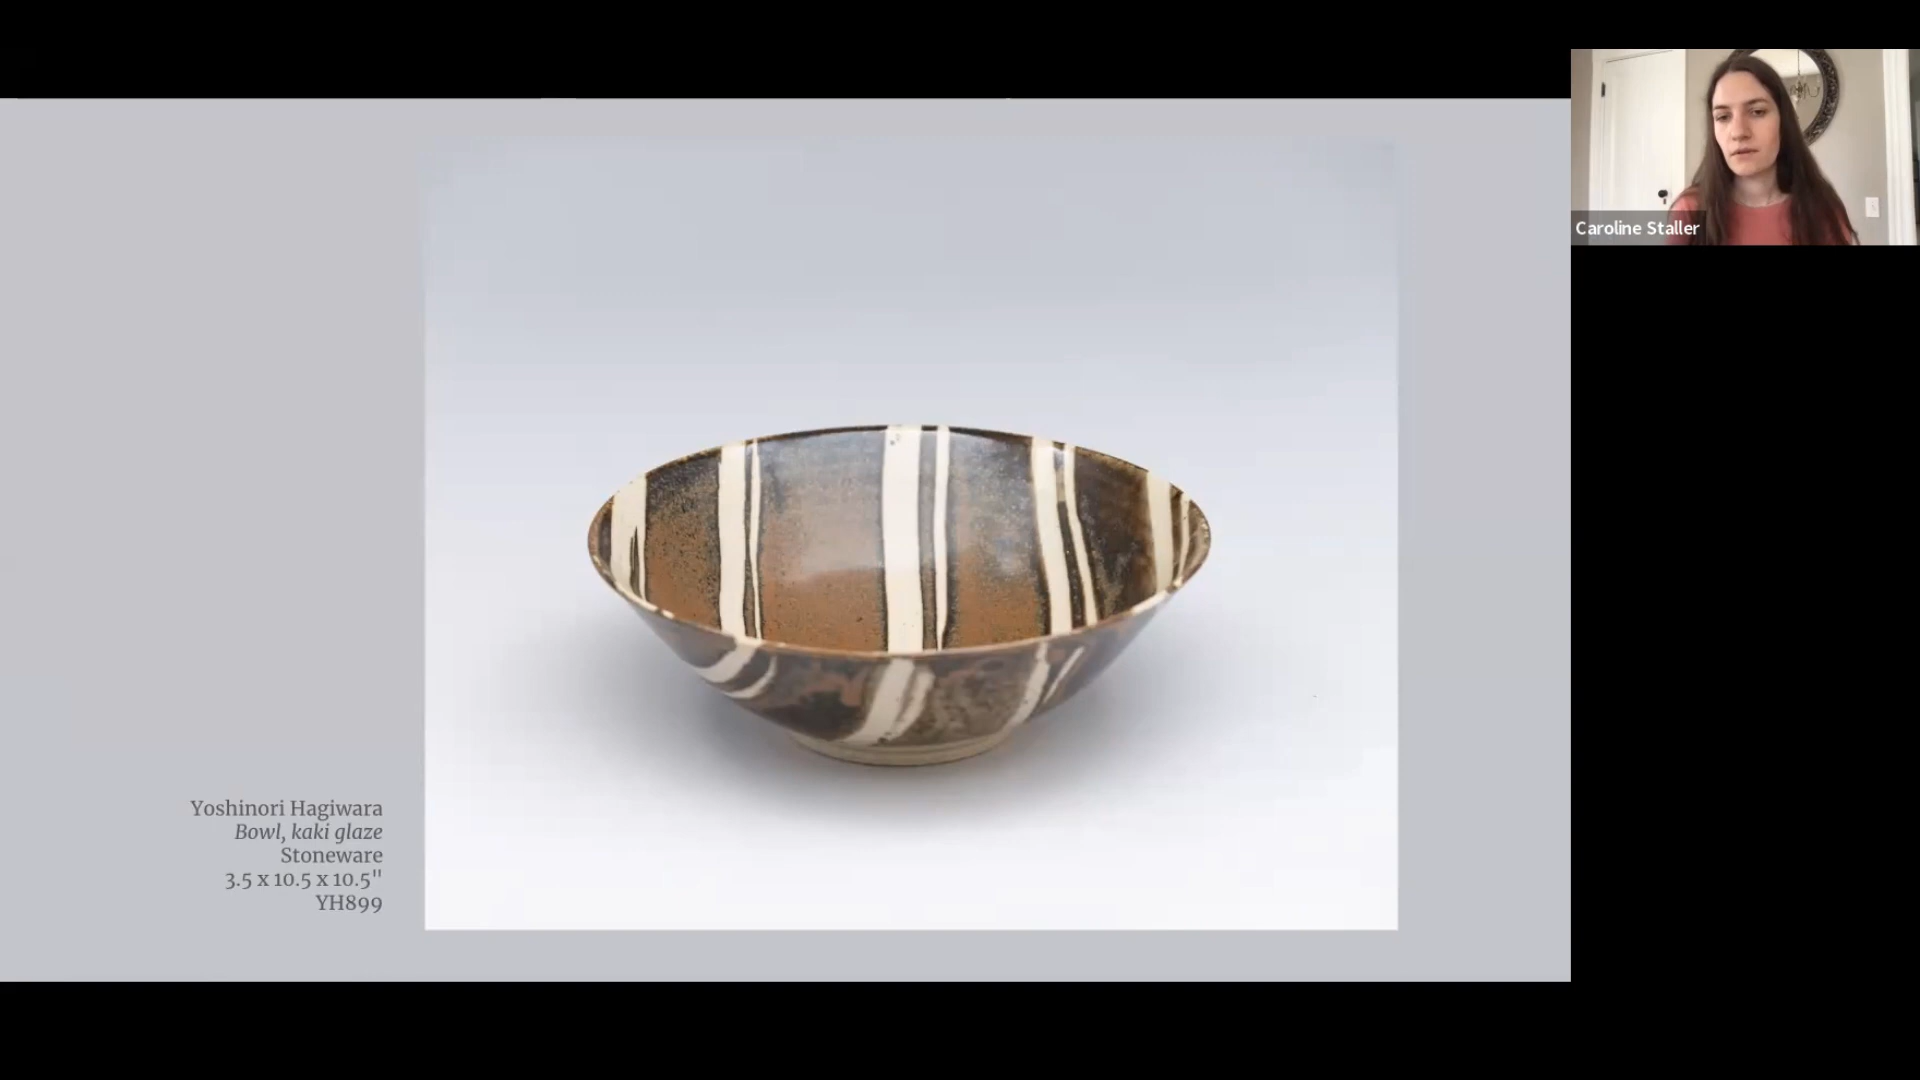 Caroline Staller
Yoshinori Hagiwara
Bowl, kaki glaze
Stoneware
3.5 x 10.5 x 10.5"
YH899